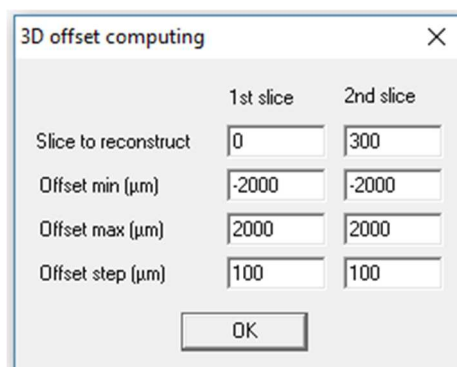 3D offset computing
1st slice 2nd slice
Slice to reconstruct 0 300
Offset min (µm) -2000 -2000
Offset max (µm) 2000 2000
Offset step (µm) 100 100
OK